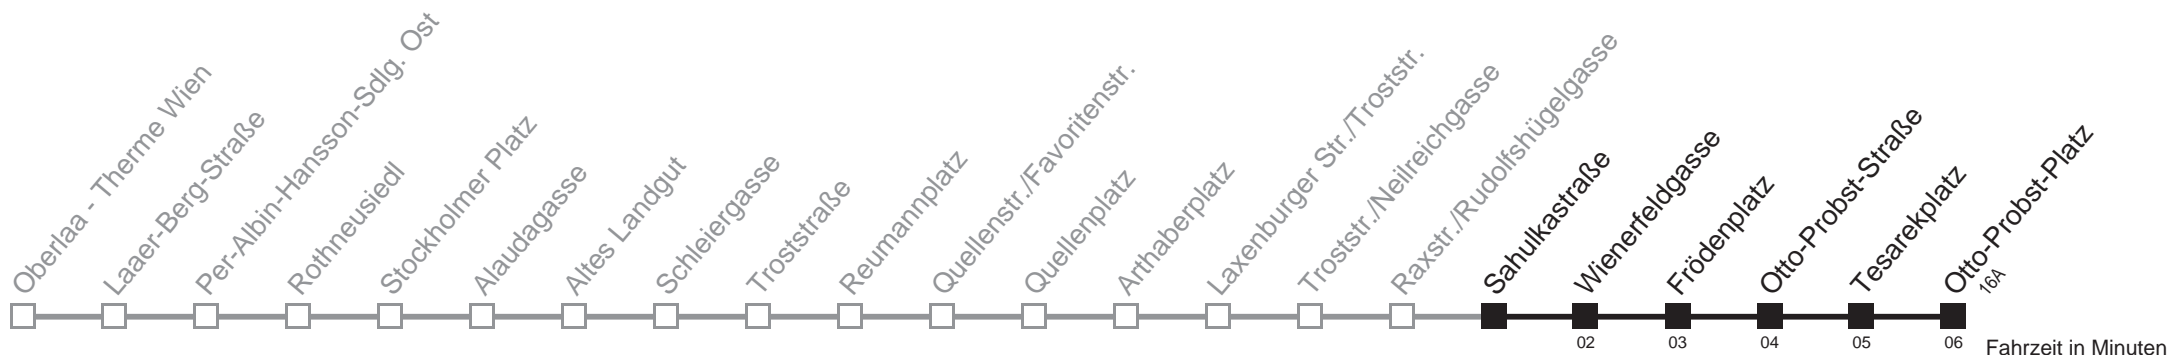 Oberlaa - Therme Wien
Laaer-Berg-Straße
Per-Albin-Hansson-Sdlg. Ost
Rothneusiedl
Stockholmer Platz
Alaudagasse
Altes Landgut
Schleiergasse
Troststraße
Reumannplatz
Quellenstr./Favoritenstr.
Quellenplatz
Arthaberplatz
Laxenburger Str./Troststr.
Troststr./Neilreichgasse
Raxstr./Rudolfshügelgasse
Sahulkastraße
Wienerfeldgasse
Frödenplatz
Otto-Probst-Straße
Tesarekplatz
Otto-Probst-Platz
16A
02 03 04 05 06 Fahrzeit in Minuten